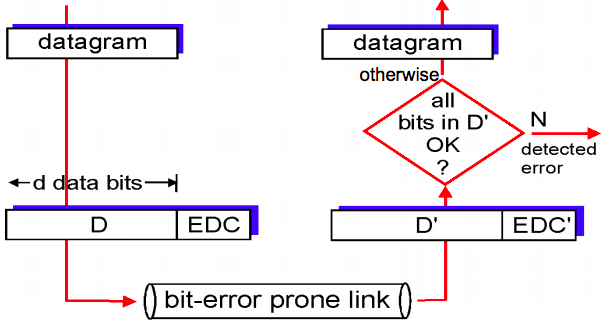 datagram
datagram
otherwise
all
bits in D'
OK
?
N
detected
error
d data bits
D
EDC
D'
EDC'
bit-error prone link